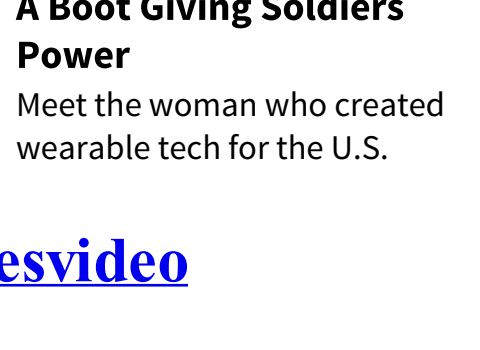 A Boot Giving Soldiers
Power
Meet the woman who created
wearable tech for the U.S.
esvideo